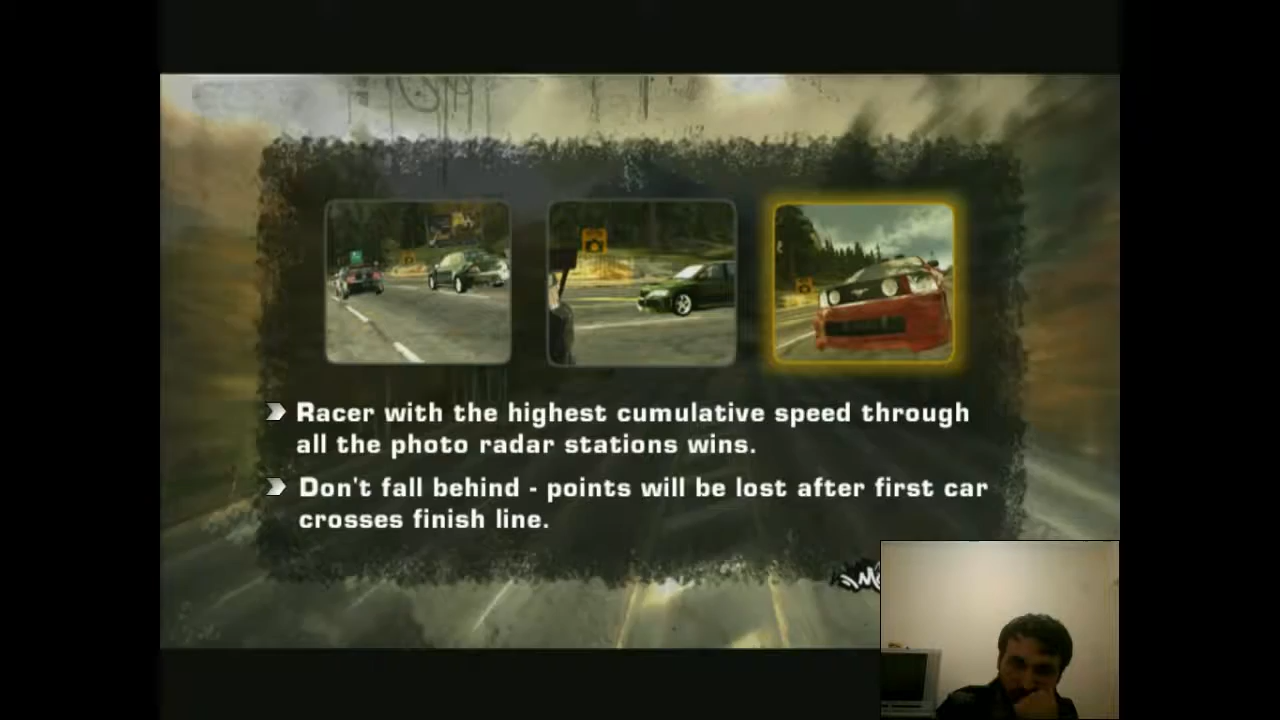 Racer with the highest cumulative speed through
all the photo radar stations wins.
Don't fall behind - points will be lost after first car
crosses finish line.